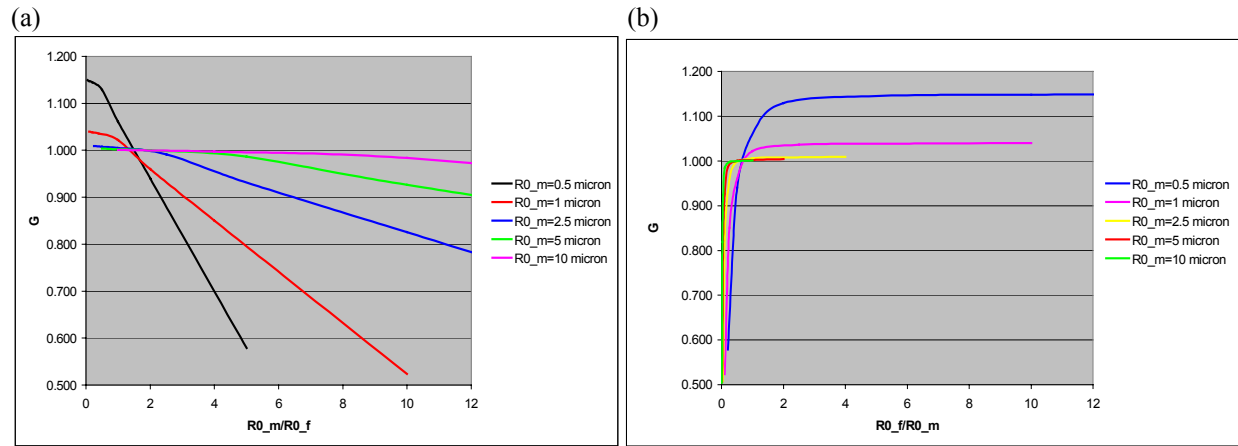 (a)
1.200
1.100
1.000
0.900
0.800
0.700
0.600
0.500
G
0 2 4 6 8 10 12
R0_m/R0_f
R0_m=0.5 micron
R0_m=1 micron
R0_m=2.5 micron
R0_m=5 micron
R0_m=10 micron
(b)
1.200
1.100
1.000
0.900
0.800
0.700
0.600
0.500
G
0 2 4 6 8 10 12
R0_f/R0_m
R0_m=0.5 micron
R0_m=1 micron
R0_m=2.5 micron
R0_m=5 micron
R0_m=10 micron